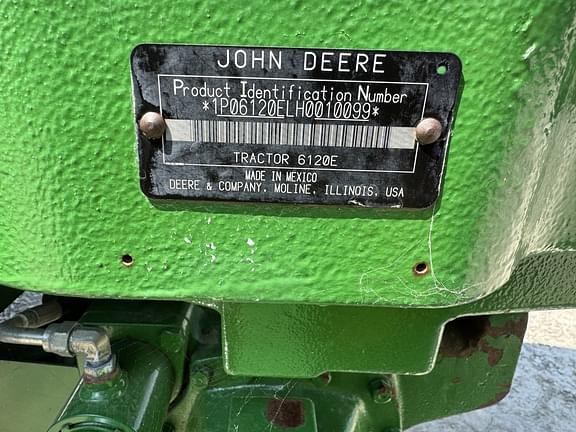 JOHN DEERE
Product Identification Number
*1P06120ELH0010099*
TRACTOR 6120E
MADE IN MEXICO
DEERE & COMPANY, MOLINE, ILLINOIS, USA